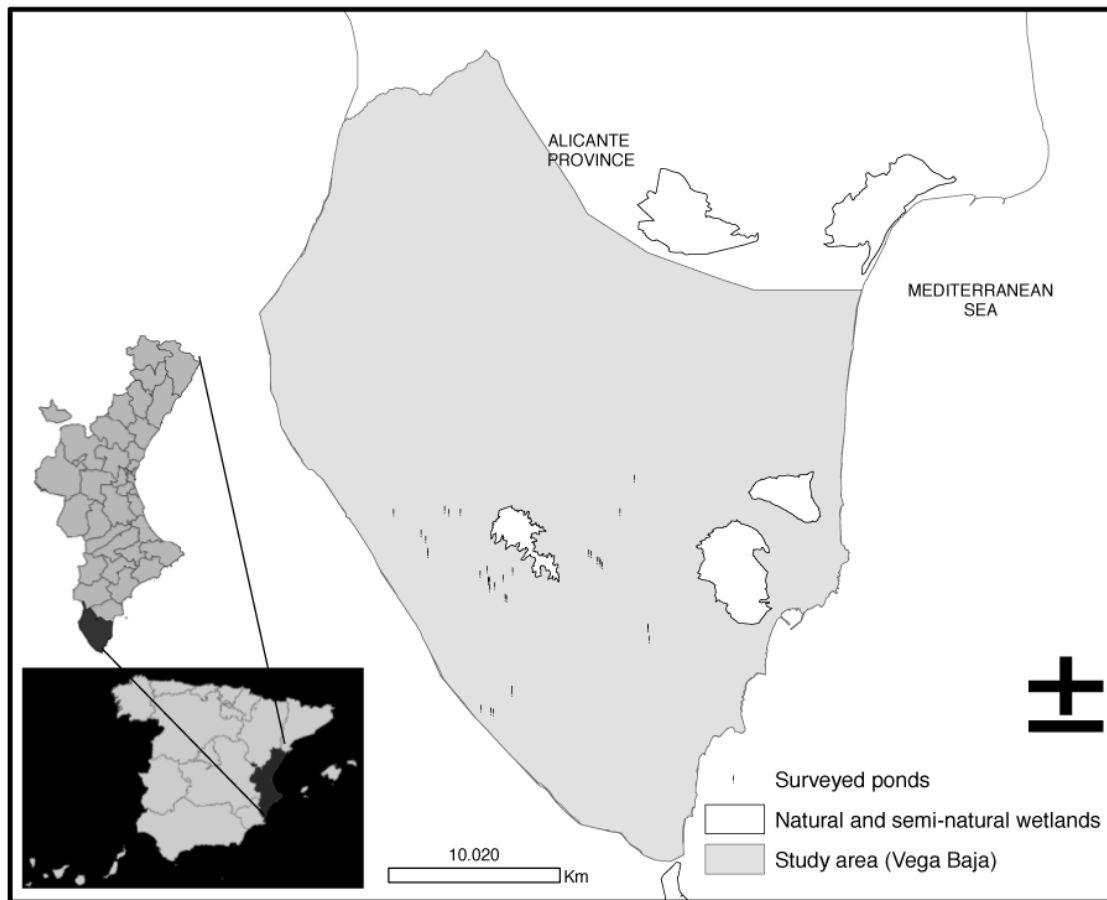 ALICANTE
PROVINCE
MEDITERRANEAN
SEA
±
Surveyed ponds
Natural and semi-natural wetlands
Study area (Vega Baja)
10.020
Km